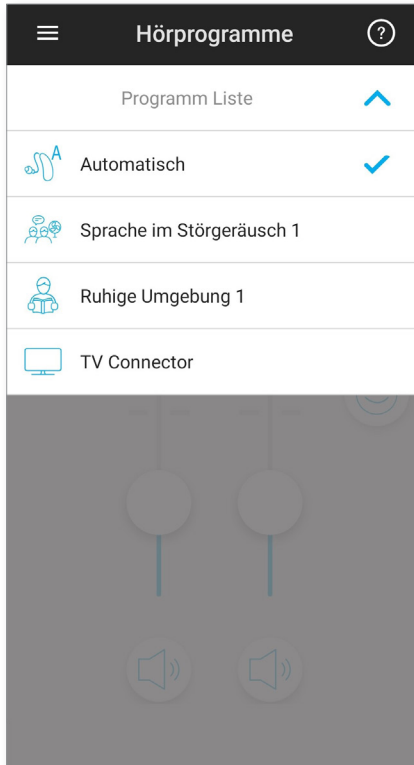 Hörprogramme
?
Programm Liste
A
Automatisch
Sprache im Störgeräusch 1
Ruhige Umgebung 1
TV Connector